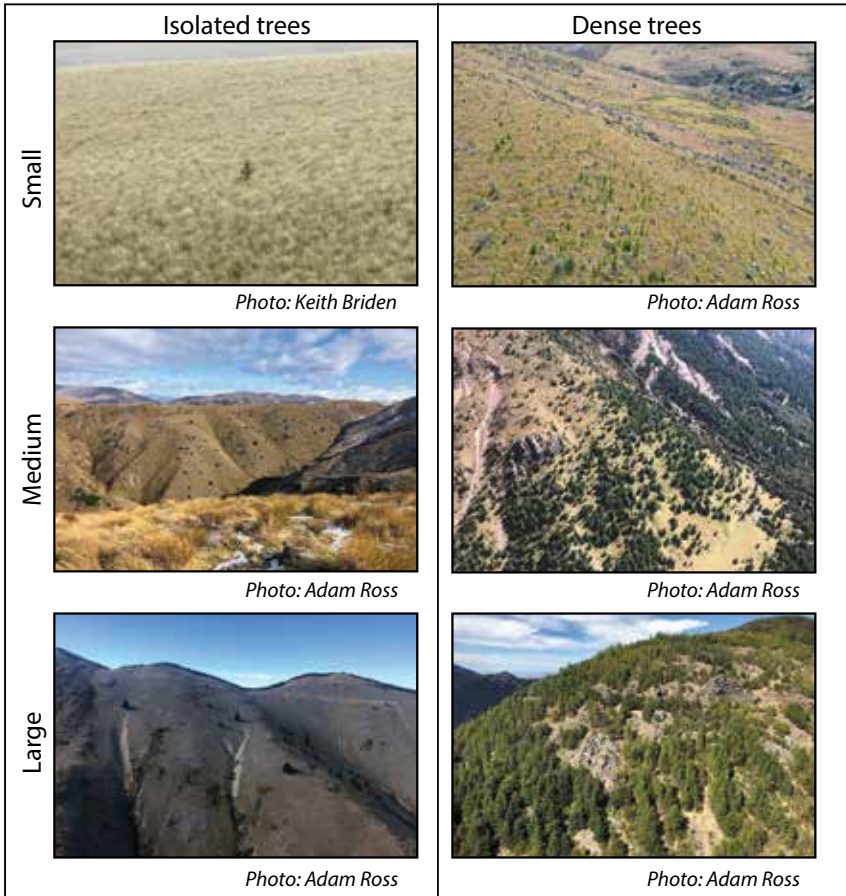 Isolated trees
Dense trees
Small
Photo: Keith Briden
Photo: Adam Ross
Medium
Photo: Adam Ross
Photo: Adam Ross
Large
Photo: Adam Ross
Photo: Adam Ross